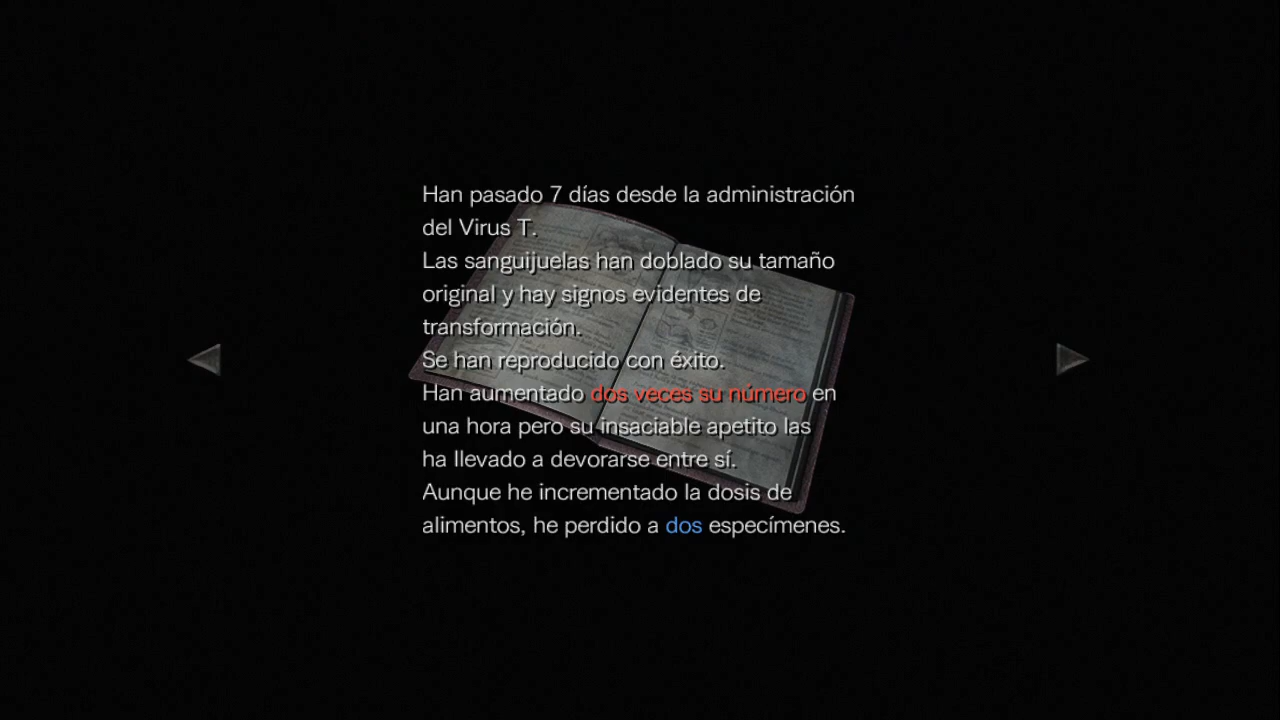 Han pasado 7 días desde la administración
del Virus T.
Las sanguijuelas han doblado su tamaño
original y hay signos evidentes de
transformación.
Se han reproducido con éxito.
Han aumentado dos veces su número en
una hora pero su insaciable apetito las
ha llevado a devorarse entre sí.
Aunque he incrementado la dosis de
alimentos, he perdido a dos especímenes.